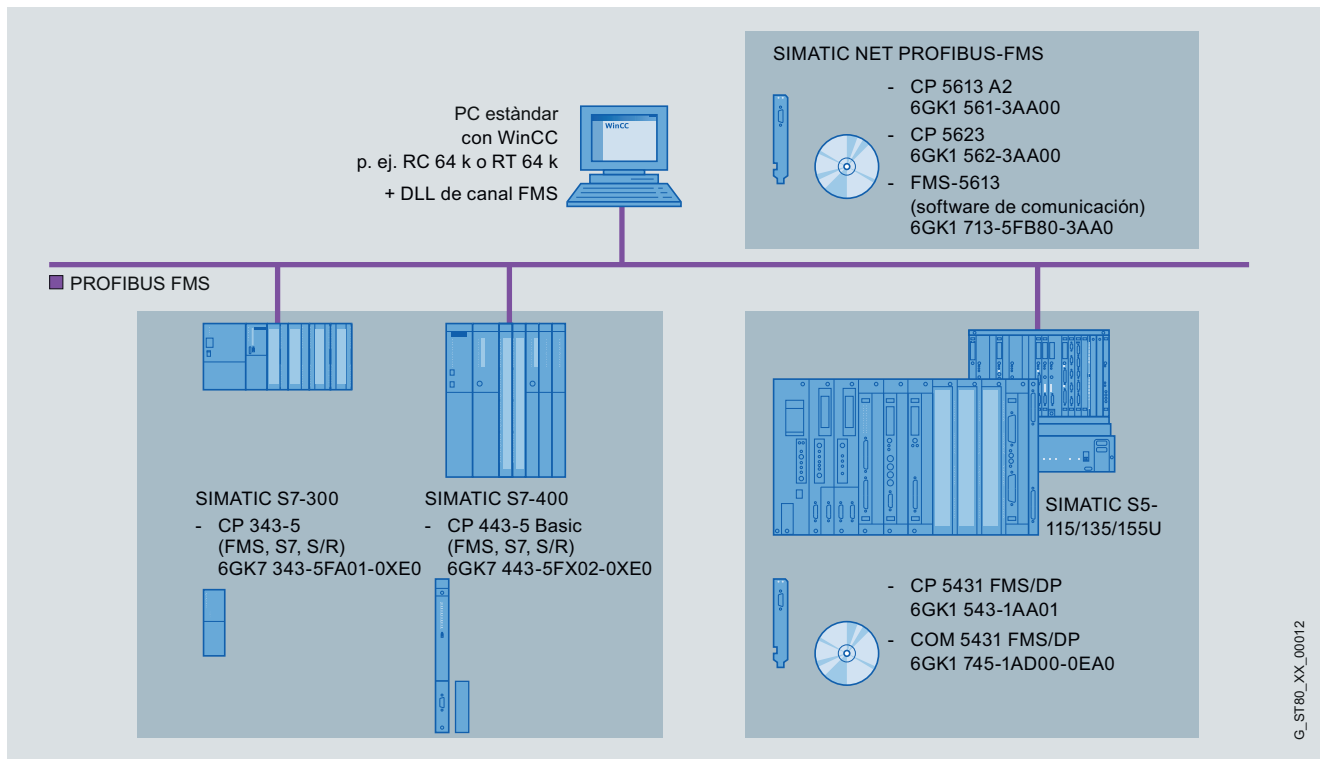 PC estàndar
con WinCC
p. ej. RC 64 k o RT 64 k
+ DLL de canal FMS
WinCC
SIMATIC NET PROFIBUS-FMS
- CP 5613 A2
6GK1 561-3AA00
- CP 5623
6GK1 562-3AA00
- FMS-5613
(software de comunicación)
6GK1 713-5FB80-3AA0
PROFIBUS FMS
SIMATIC S7-300
- CP 343-5
(FMS, S7, S/R)
6GK7 343-5FA01-0XE0
SIMATIC S7-400
- CP 443-5 Basic
(FMS, S7, S/R)
6GK7 443-5FX02-0XE0
SIMATIC S5-
115/135/155U
- CP 5431 FMS/DP
6GK1 543-1AA01
- COM 5431 FMS/DP
6GK1 745-1AD00-0EA0
G_ST80_XX_00012